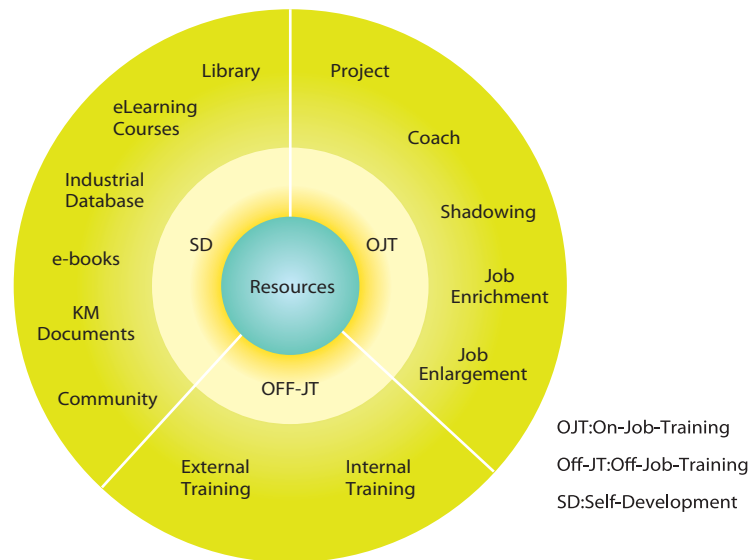 Library
Project
eLearning
Courses
Coach
Industrial
Database
Shadowing
SD
OJT
e-books
Resources
Job
Enrichment
KM
Documents
Job
Enlargement
OFF-JT
Community
External
Training
Internal
Training
OJT:On-Job-Training
Off-JT:Off-Job-Training
SD:Self-Development